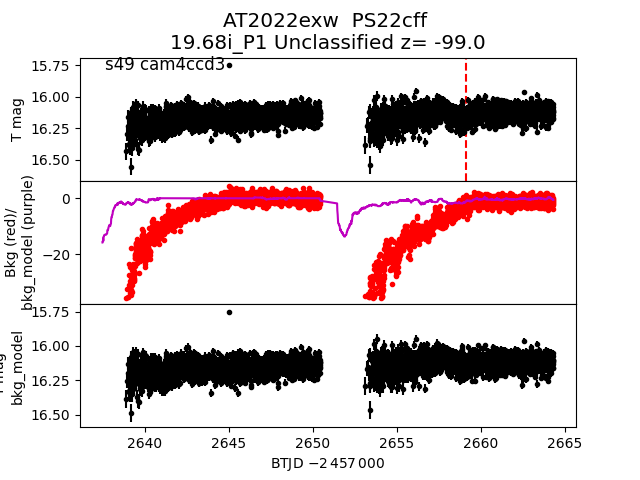 AT2022exw PS22cff
19.68i_P1 Unclassified z= -99.0
s49 cam4ccd3
T mag
15.75
16.00
16.25
16.50
Bkg (red)/
bkg_model (purple)
0
−20
bkg_model
15.75
16.00
16.25
16.50
2640
2645
2650
2655
2660
2665
BTJD −2 457 000